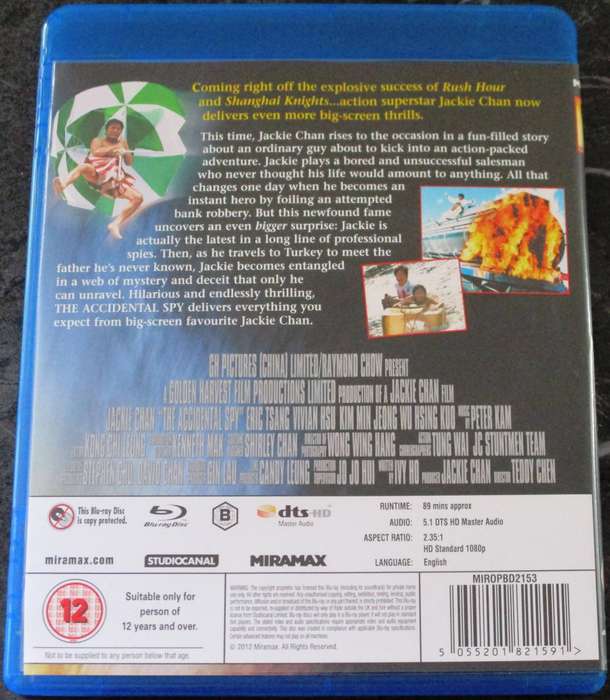 Coming right off the explosive success of Rush Hour
and Shanghai Knights...action superstar Jackie Chan now
delivers even more big-screen thrills.
This time, Jackie Chan rises to the occasion in a fun-filled story
about an ordinary guy about to kick into an action-packed
adventure. Jackie plays a bored and unsuccessful salesman
who never thought his life would amount to anything. All that
changes one day when he becomes an
instant hero by foiling an attempted
bank robbery. But this newfound fame
uncovers an even bigger surprise: Jackie is
actually the latest in a long line of professional
spies. Then, as he travels to Turkey to meet the
father he's never known, Jackie becomes entangled
in a web of mystery and deceit that only he
can unravel. Hilarious and endlessly thrilling,
THE ACCIDENTAL SPY delivers everything you
expect from big-screen favourite Jackie Chan.
GH PICTURES (CHINA) LIMITED/RAYMOND CHOW PRESENT
A GOLDEN HARVEST FILM PRODUCTIONS LIMITED PRODUCTION OF A JACKIE CHAN FILM
JACKIE CHAN "THE ACCIDENTAL SPY" ERIC TSANG VIVIAN HSU KIM MIN JEONG WU HSING KUO PETER KAM
KENNETH MAK SHIRLEY CHAN WONG WING HANG JC STUNTMEN TEAM
CANDY LEUNG JO JO HUI IVY HO JACKIE CHAN TEDDY CHEN
This Blu-ray Disc
is copy protected.
Blu-ray Disc
B
dts-HD
Master Audio
RUNTIME: 89 mins approx
AUDIO: 5.1 DTS HD Master Audio
ASPECT RATIO: 2.35:1
HD Standard 1080p
LANGUAGE: English
miramax.com
STUDIOCANAL
MIRAMAX
12
Suitable only for
person of
12 years and over.
Not to be supplied to any person below that age.
© 2012 Miramax. All Rights Reserved.
MIROPBD2153
5 055201 821591 >